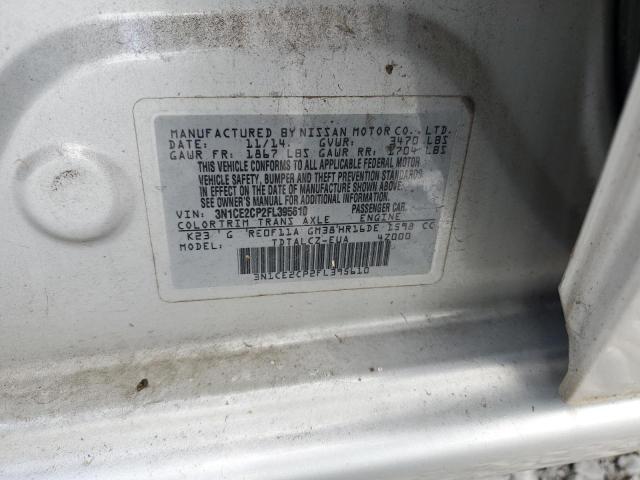 MANUFACTURED BY NISSAN MOTOR CO., LTD.
DATE: 11/14 GVWR: 3470 LBS
GAWR FR: 1867 LBS GAWR RR: 1704 LBS
THIS VEHICLE CONFORMS TO ALL APPLICABLE FEDERAL MOTOR
VEHICLE SAFETY, BUMPER AND THEFT PREVENTION STANDARDS
IN EFFECT ON THE DATE OF MANUFACTURE SHOWN ABOVE.
SEE OWNER'S MANUAL FOR ADDITIONAL INFORMATION
VIN: 3N1CE2CP2FL395610 PASSENGER CAR
COLOR TRIM TRANS AXLE ENGINE
K23 G RE0F11A GM38 HR16DE 1598 CC
MODEL: TDTALCZ-EUA 47000
3N1CE2CP2FL395610